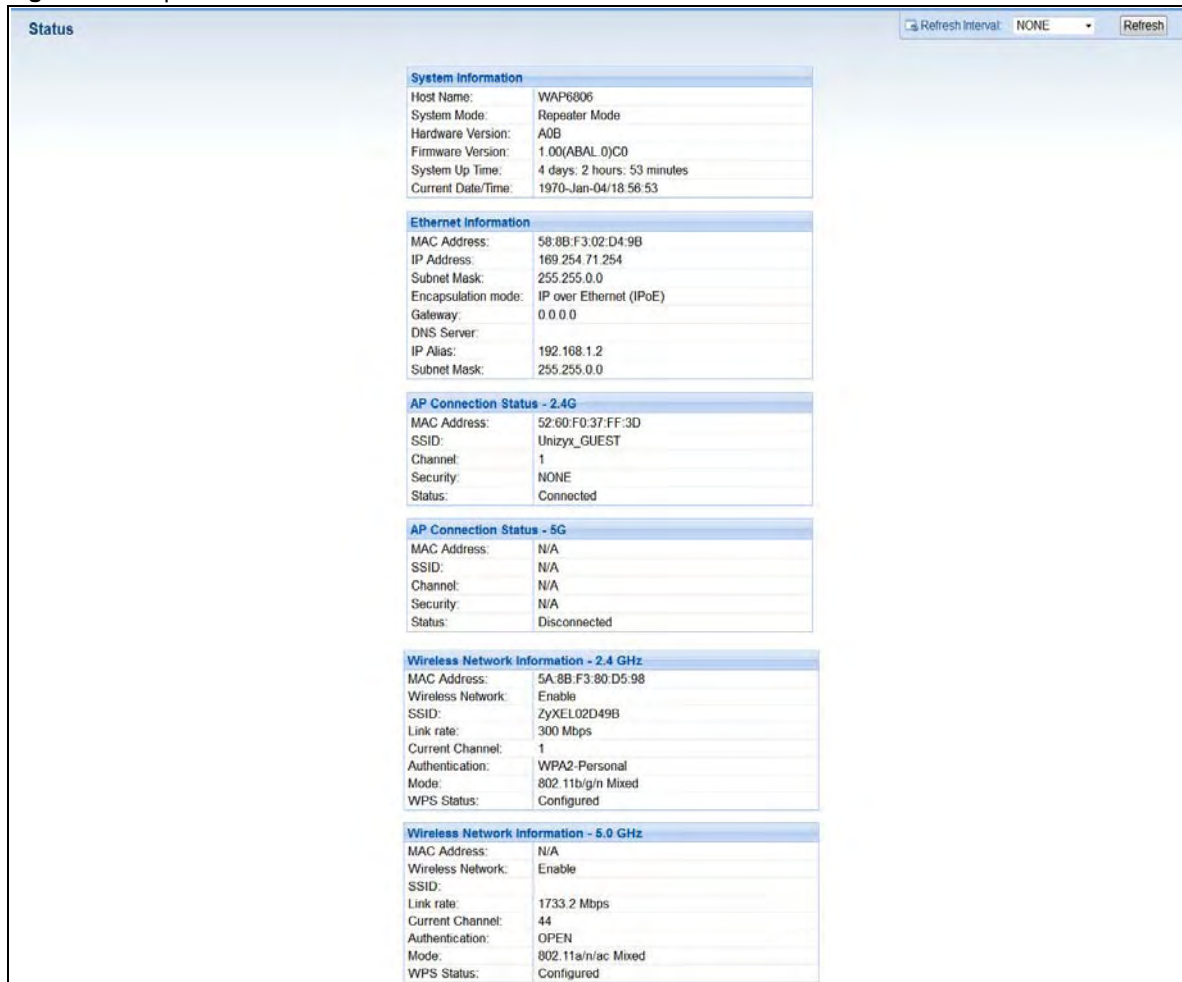 Status
Refresh Interval: NONE Refresh
System Information
Host Name: WAP6806
System Mode: Repeater Mode
Hardware Version: A0B
Firmware Version: 1.00(ABAL.0)C0
System Up Time: 4 days: 2 hours: 53 minutes
Current Date/Time: 1970-Jan-04/18:56:53
Ethernet Information
MAC Address: 58:8B:F3:02:D4:9B
IP Address: 169.254.71.254
Subnet Mask: 255.255.0.0
Encapsulation mode: IP over Ethernet (IPoE)
Gateway: 0.0.0.0
DNS Server:
IP Alias: 192.168.1.2
Subnet Mask: 255.255.0.0
AP Connection Status - 2.4G
MAC Address: 52:60:F0:37:FF:3D
SSID: Unizyx_GUEST
Channel: 1
Security: NONE
Status: Connected
AP Connection Status - 5G
MAC Address: N/A
SSID: N/A
Channel: N/A
Security: N/A
Status: Disconnected
Wireless Network Information - 2.4 GHz
MAC Address: 5A:8B:F3:80:D5:98
Wireless Network: Enable
SSID: ZyXEL02D49B
Link rate: 300 Mbps
Current Channel: 1
Authentication: WPA2-Personal
Mode: 802.11b/g/n Mixed
WPS Status: Configured
Wireless Network Information - 5.0 GHz
MAC Address: N/A
Wireless Network: Enable
SSID:
Link rate: 1733.2 Mbps
Current Channel: 44
Authentication: OPEN
Mode: 802.11a/n/ac Mixed
WPS Status: Configured